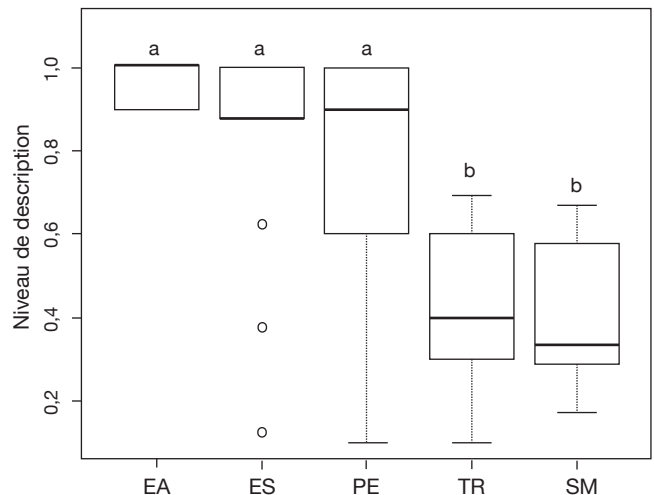 Niveau de description
1,0
0,8
0,6
0,4
0,2
a a a
b b
EA ES PE TR SM